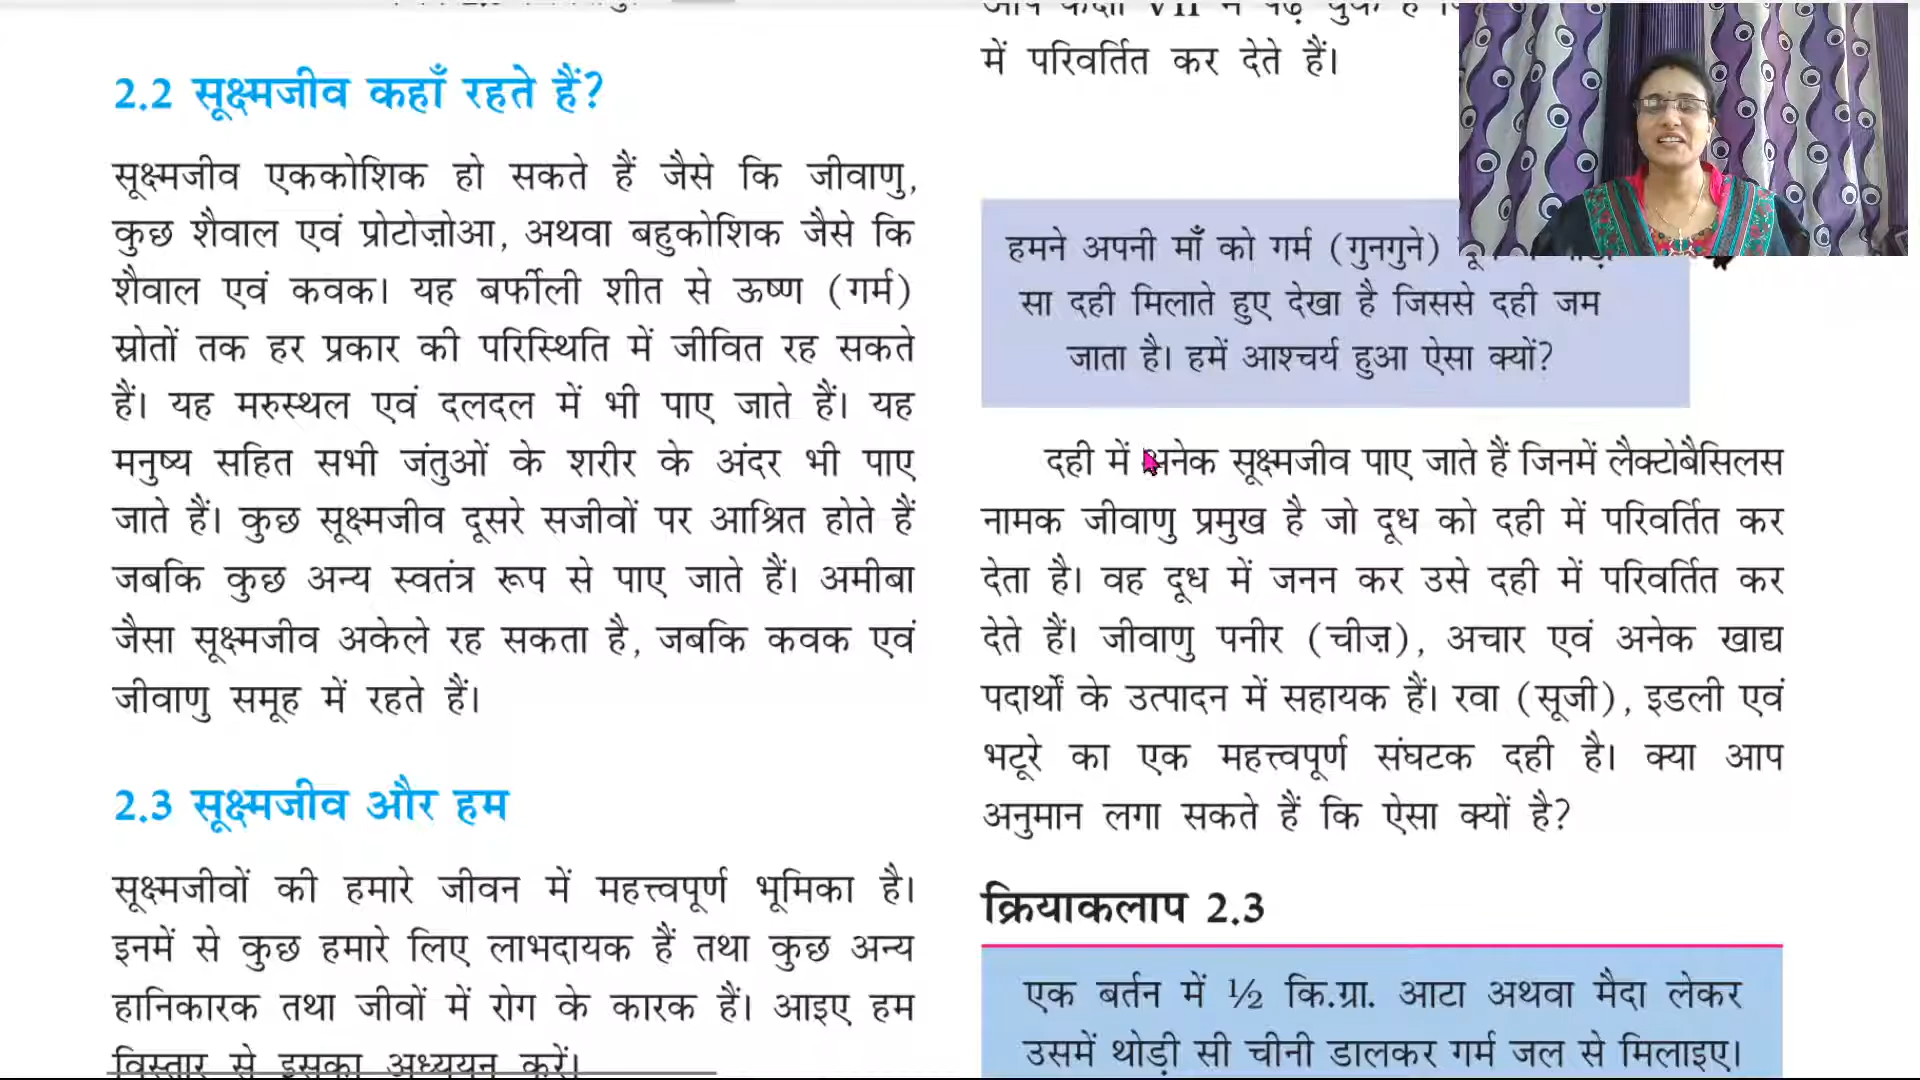 2.2 सूक्ष्मजीव कहाँ रहते हैं?
सूक्ष्मजीव एककोशिक हो सकते हैं जैसे कि जीवाणु,
कुछ शैवाल एवं प्रोटोज़ोआ, अथवा बहुकोशिक जैसे कि
शैवाल एवं कवक। यह बर्फीली शीत से ऊष्ण (गर्म)
स्रोतों तक हर प्रकार की परिस्थिति में जीवित रह सकते
हैं। यह मरुस्थल एवं दलदल में भी पाए जाते हैं। यह
मनुष्य सहित सभी जंतुओं के शरीर के अंदर भी पाए
जाते हैं। कुछ सूक्ष्मजीव दूसरे सजीवों पर आश्रित होते हैं
जबकि कुछ अन्य स्वतंत्र रूप से पाए जाते हैं। अमीबा
जैसा सूक्ष्मजीव अकेले रह सकता है, जबकि कवक एवं
जीवाणु समूह में रहते हैं।
2.3 सूक्ष्मजीव और हम
सूक्ष्मजीवों की हमारे जीवन में महत्त्वपूर्ण भूमिका है।
इनमें से कुछ हमारे लिए लाभदायक हैं तथा कुछ अन्य
हानिकारक तथा जीवों में रोग के कारक हैं। आइए हम
विस्तार से इसका अध्ययन करें।
आप कक्षा VII में पढ़ चुके हैं
में परिवर्तित कर देते हैं।
हमने अपनी माँ को गर्म (गुनगुने)
सा दही मिलाते हुए देखा है जिससे दही जम
जाता है। हमें आश्चर्य हुआ ऐसा क्यों?
दही में अनेक सूक्ष्मजीव पाए जाते हैं जिनमें लैक्टोबैसिलस
नामक जीवाणु प्रमुख है जो दूध को दही में परिवर्तित कर
देता है। वह दूध में जनन कर उसे दही में परिवर्तित कर
देते हैं। जीवाणु पनीर (चीज़), अचार एवं अनेक खाद्य
पदार्थों के उत्पादन में सहायक हैं। रवा (सूजी), इडली एवं
भटूरे का एक महत्त्वपूर्ण संघटक दही है। क्या आप
अनुमान लगा सकते हैं कि ऐसा क्यों है?
क्रियाकलाप 2.3
एक बर्तन में ½ कि.ग्रा. आटा अथवा मैदा लेकर
उसमें थोड़ी सी चीनी डालकर गर्म जल से मिलाइए।